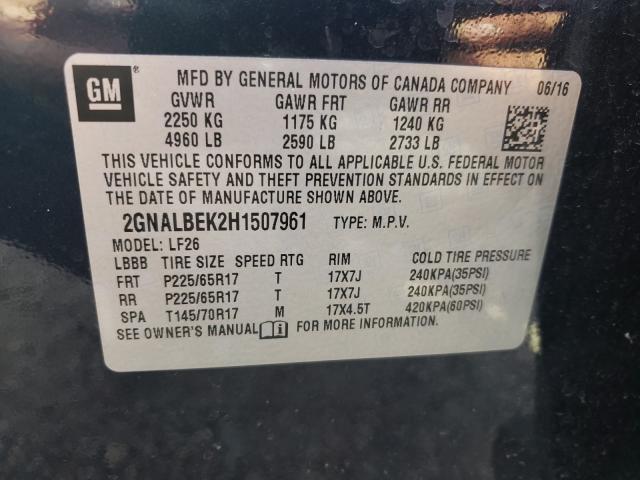 GM ® MFD BY GENERAL MOTORS OF CANADA COMPANY 06/16
GVWR GAWR FRT GAWR RR
2250 KG 1175 KG 1240 KG
4960 LB 2590 LB 2733 LB
THIS VEHICLE CONFORMS TO ALL APPLICABLE U.S. FEDERAL MOTOR
VEHICLE SAFETY AND THEFT PREVENTION STANDARDS IN EFFECT ON
THE DATE OF MANUFACTURE SHOWN ABOVE.
2GNALBEK2H1507961 TYPE: M.P.V.
MODEL: LF26
LBBB TIRE SIZE SPEED RTG RIM COLD TIRE PRESSURE
FRT P225/65R17 T 17X7J 240KPA(35PSI)
RR P225/65R17 T 17X7J 240KPA(35PSI)
SPA T145/70R17 M 17X4.5T 420KPA(60PSI)
SEE OWNER'S MANUAL FOR MORE INFORMATION.